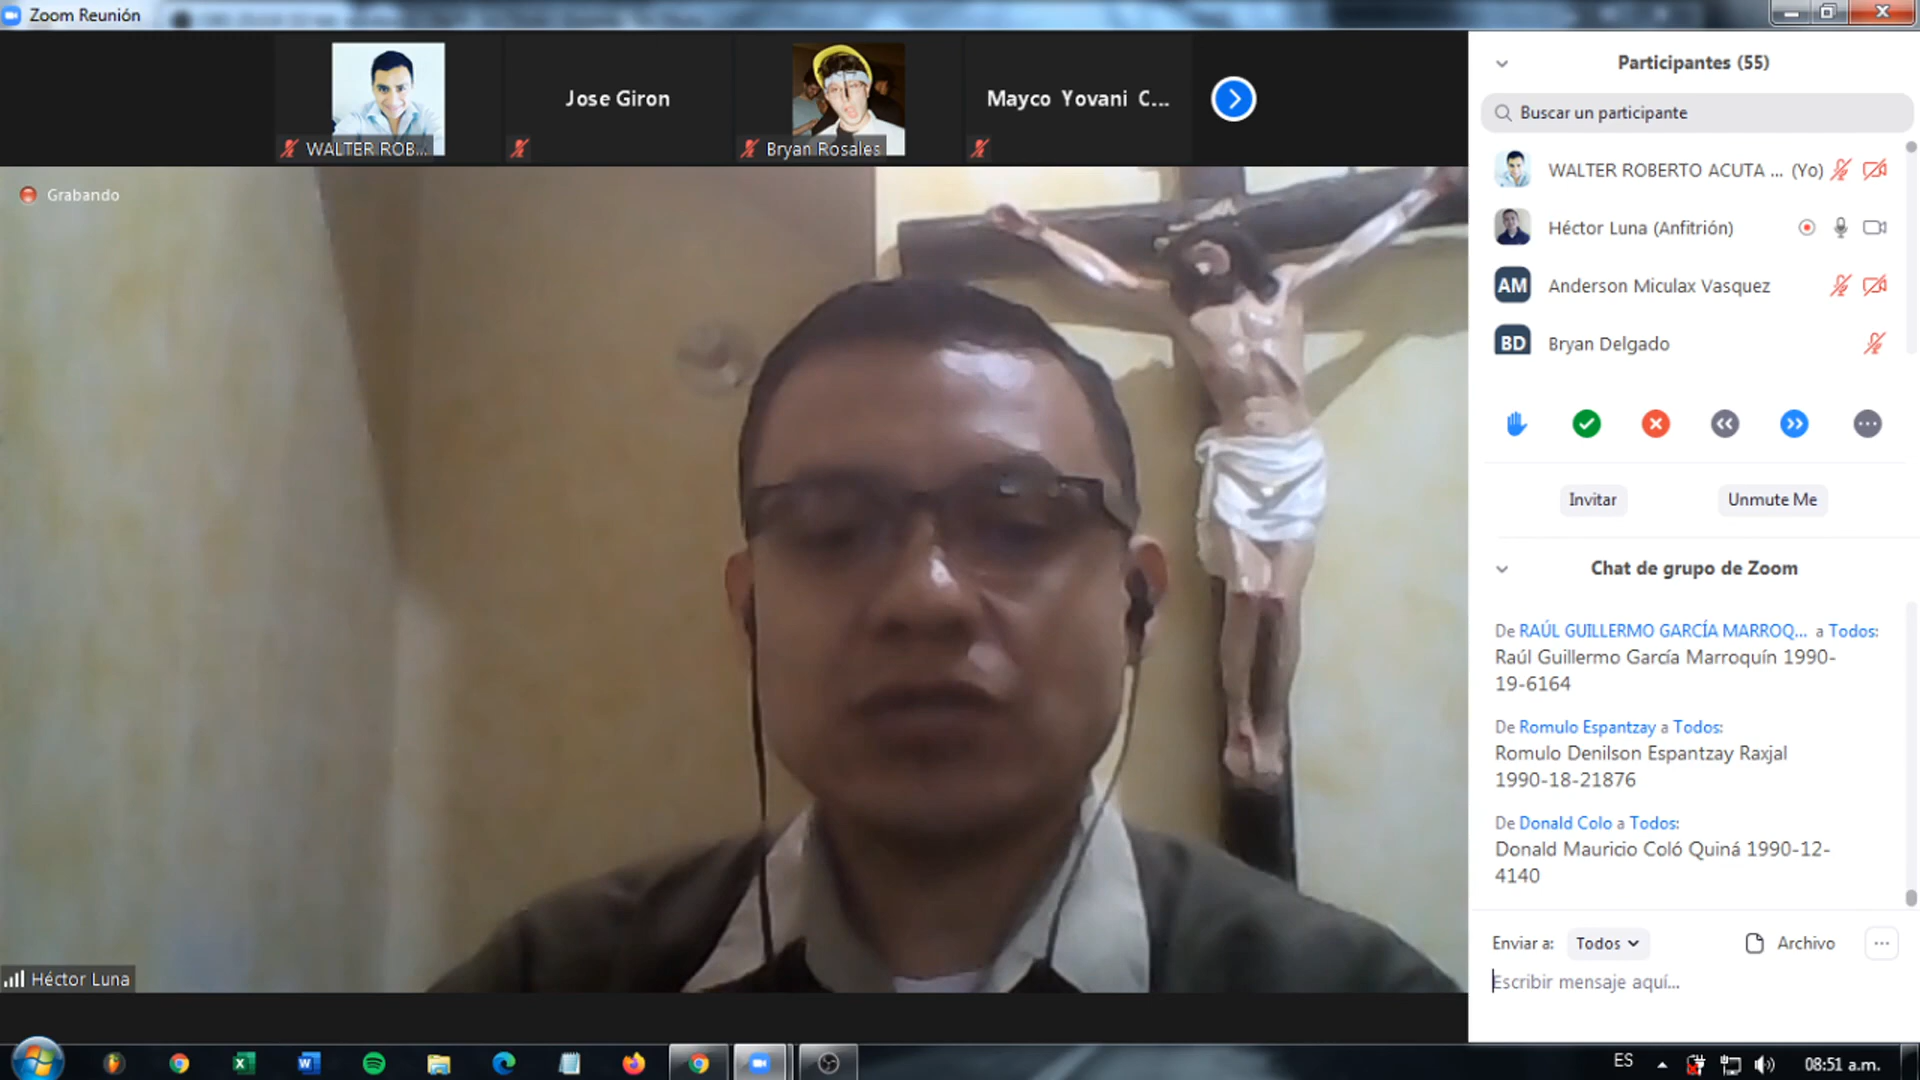 Zoom Reunión
WALTER ROB...
Jose Giron
Bryan Rosales
Mayco Yovani C...
Grabando
Héctor Luna
Participantes (55)
Buscar un participante
WALTER ROBERTO ACUTA ... (Yo)
Héctor Luna (Anfitrión)
AM Anderson Miculax Vasquez
BD Bryan Delgado
Invitar
Unmute Me
Chat de grupo de Zoom
De RAÚL GUILLERMO GARCÍA MARROQ... a Todos:
Raúl Guillermo García Marroquín 1990-
19-6164
De Romulo Espantzay a Todos:
Romulo Denilson Espantzay Raxjal
1990-18-21876
De Donald Colo a Todos:
Donald Mauricio Coló Quiná 1990-12-
4140
Enviar a: Todos
Archivo
Escribir mensaje aquí...
ES
08:51 a.m.